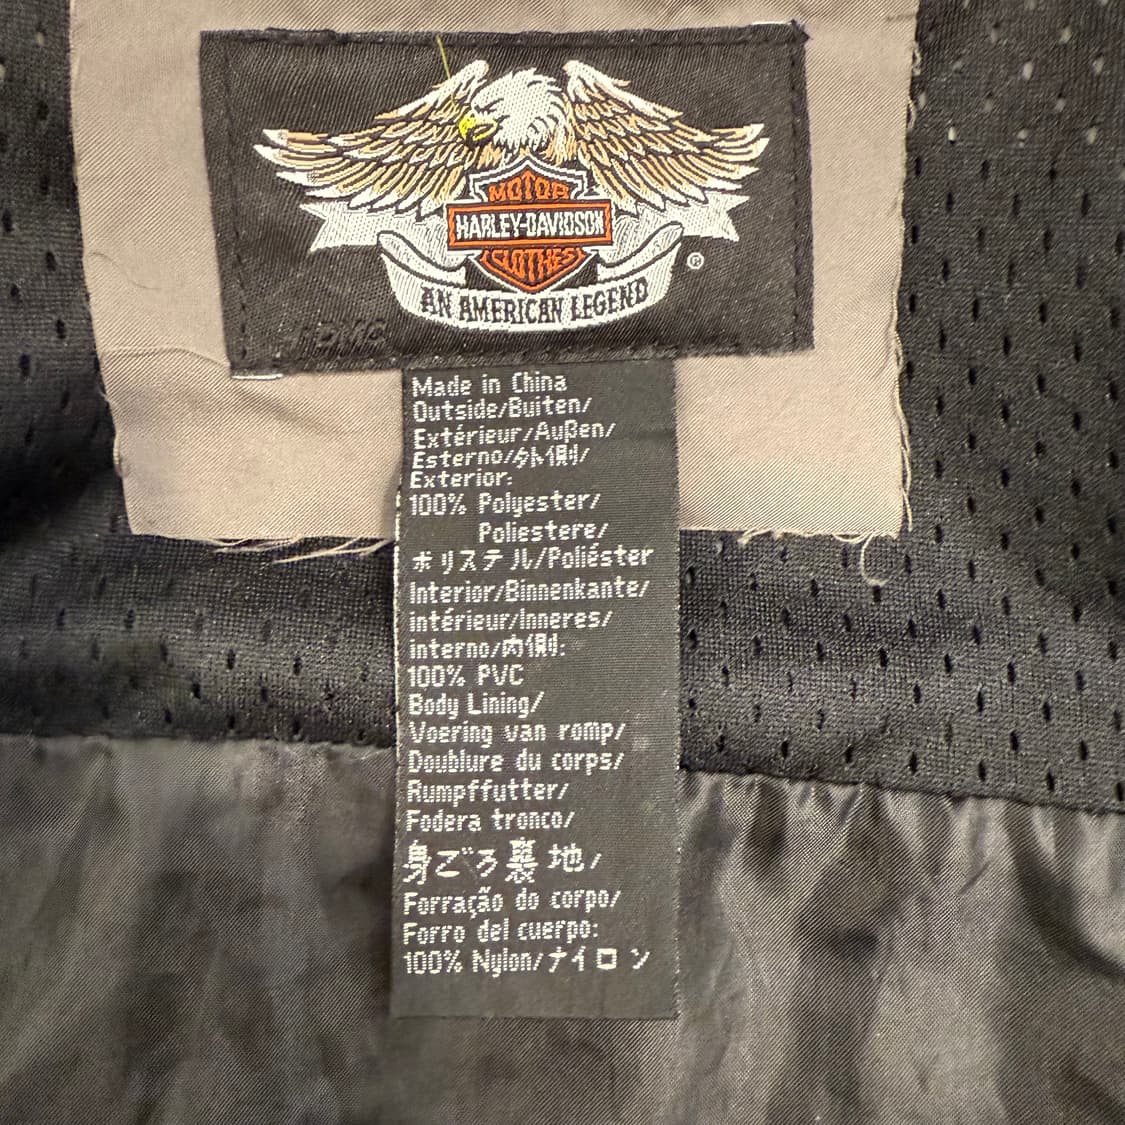 MOTOR
HARLEY-DAVIDSON
CLOTHES
®
AN AMERICAN LEGEND
Made in China
Outside/Buiten/
Extérieur/Außen/
Esterno/外側/
Exterior:
100% Polyester/
Poliestere/
ホリステル/Poliéster
Interior/Binnenkante/
intérieur/Inneres/
interno/内側:
100% PVC
Body Lining/
Voering van romp/
Doublure du corps/
Rumpffutter/
Fodera tronco/
身ごろ裏地/
Forração do corpo/
Forro del cuerpo:
100% Nylon/ナイロン